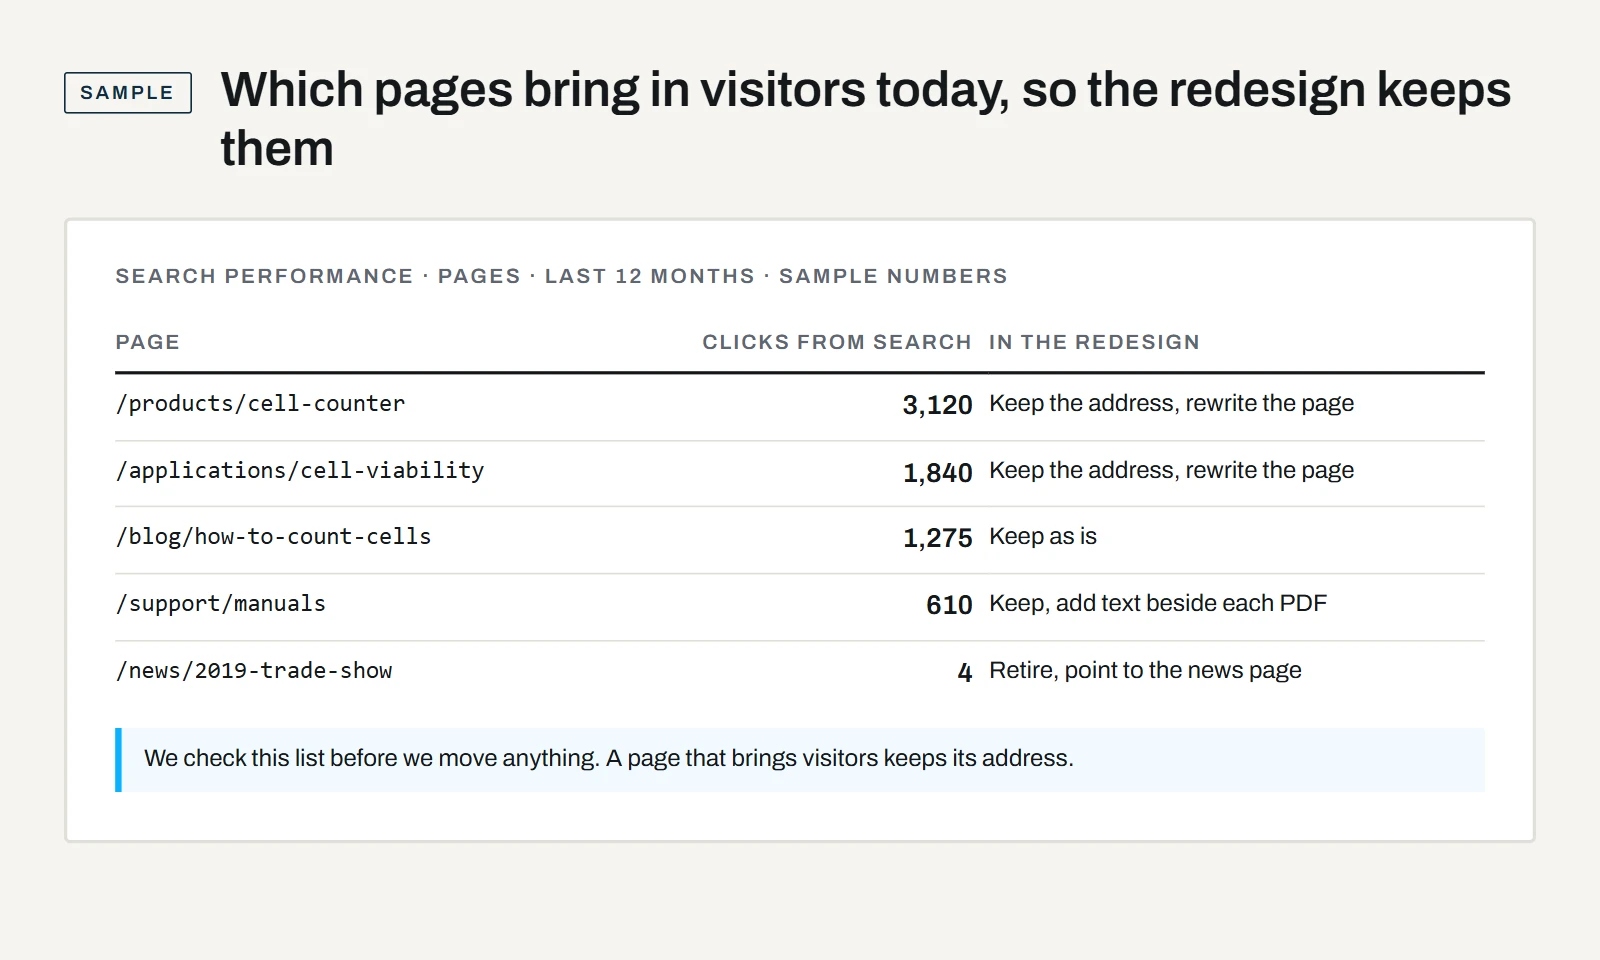 SAMPLE
Which pages bring in visitors today, so the redesign keeps
them
SEARCH PERFORMANCE · PAGES · LAST 12 MONTHS · SAMPLE NUMBERS
PAGE CLICKS FROM SEARCH IN THE REDESIGN
/products/cell-counter 3,120 Keep the address, rewrite the page
/applications/cell-viability 1,840 Keep the address, rewrite the page
/blog/how-to-count-cells 1,275 Keep as is
/support/manuals 610 Keep, add text beside each PDF
/news/2019-trade-show 4 Retire, point to the news page
We check this list before we move anything. A page that brings visitors keeps its address.